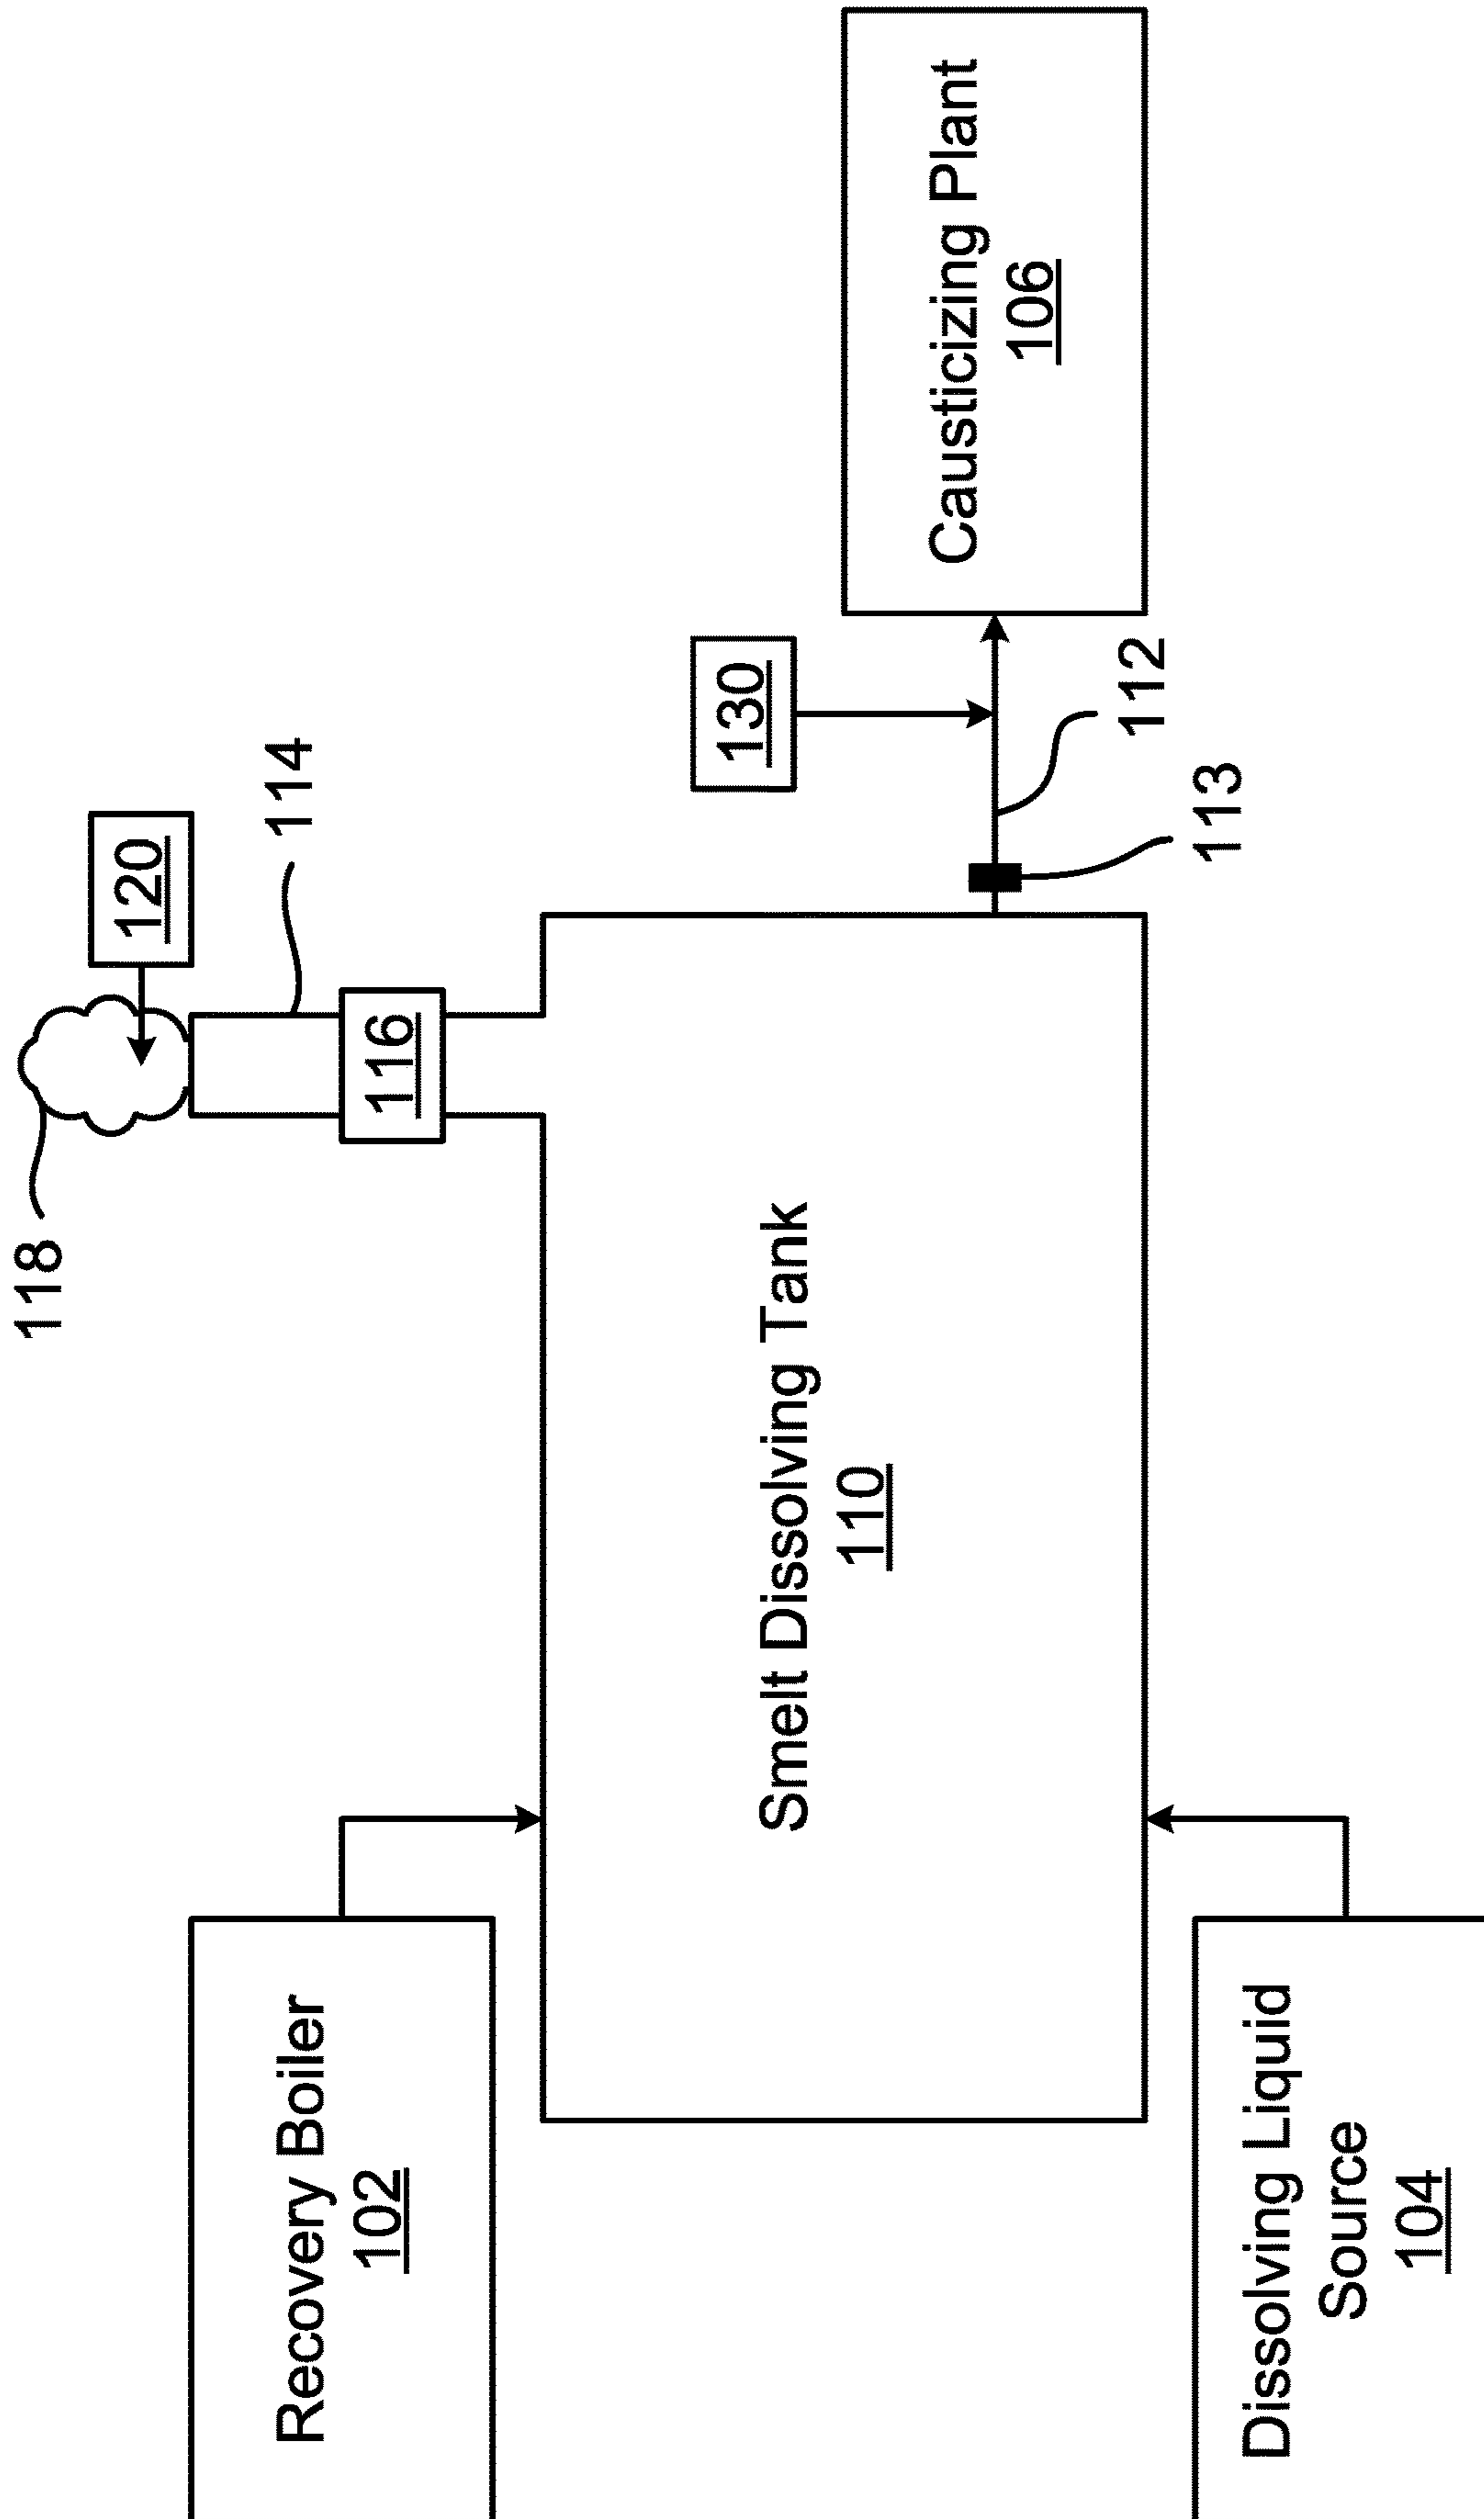 118
120
114
116
Recovery Boiler
102
130
Smelt Dissolving Tank
110
Causticizing Plant
106
112
113
Dissolving Liquid
Source
104